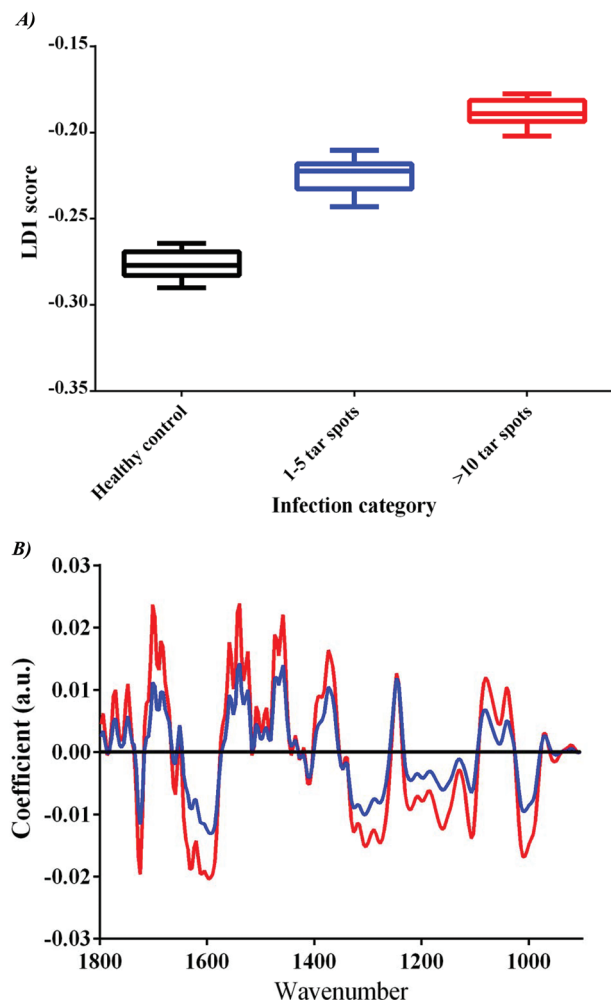 A)
-0.15
-0.20
-0.25
-0.30
-0.35
LD1 score
Healthy control
1-5 tar spots
>10 tar spots
Infection category
B)
0.03
0.02
0.01
0.00
-0.01
-0.02
-0.03
Coefficient (a.u.)
1800 1600 1400 1200 1000
Wavenumber